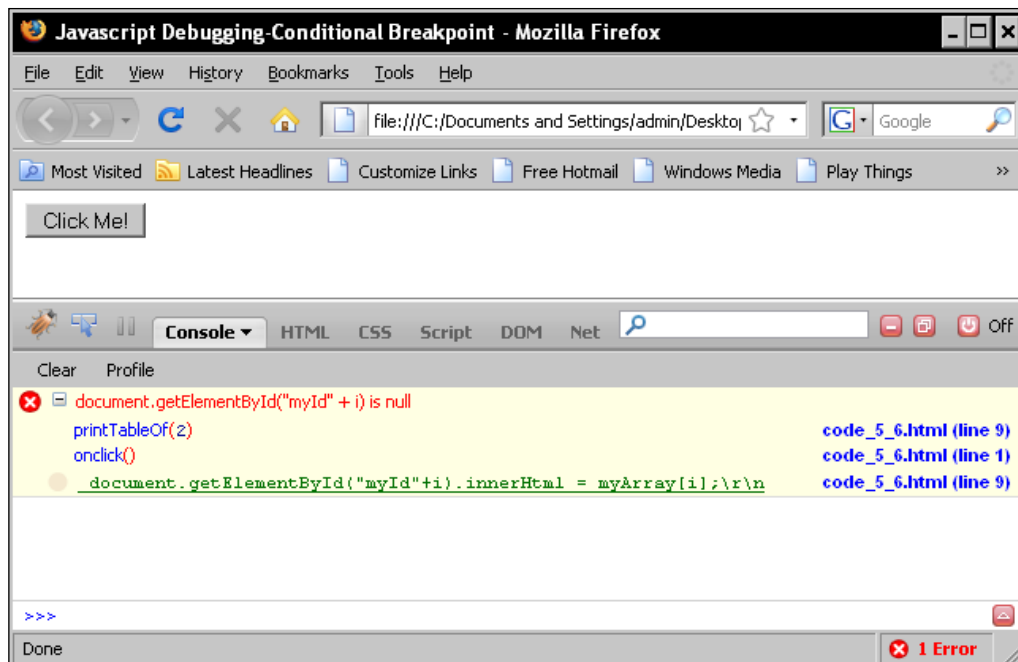 Javascript Debugging-Conditional Breakpoint - Mozilla Firefox
File Edit View History Bookmarks Tools Help
file:///C:/Documents and Settings/admin/Desktop G Google
Most Visited Latest Headlines Customize Links Free Hotmail Windows Media Play Things »
Click Me!
Console HTML CSS Script DOM Net Off
Clear Profile
document.getElementById("myId" + i) is null
printTableOf(2) code_5_6.html (line 9)
onclick() code_5_6.html (line 1)
document.getElementById("myId"+i).innerHtml = myArray[i];\r\n code_5_6.html (line 9)
>>>
Done 1 Error